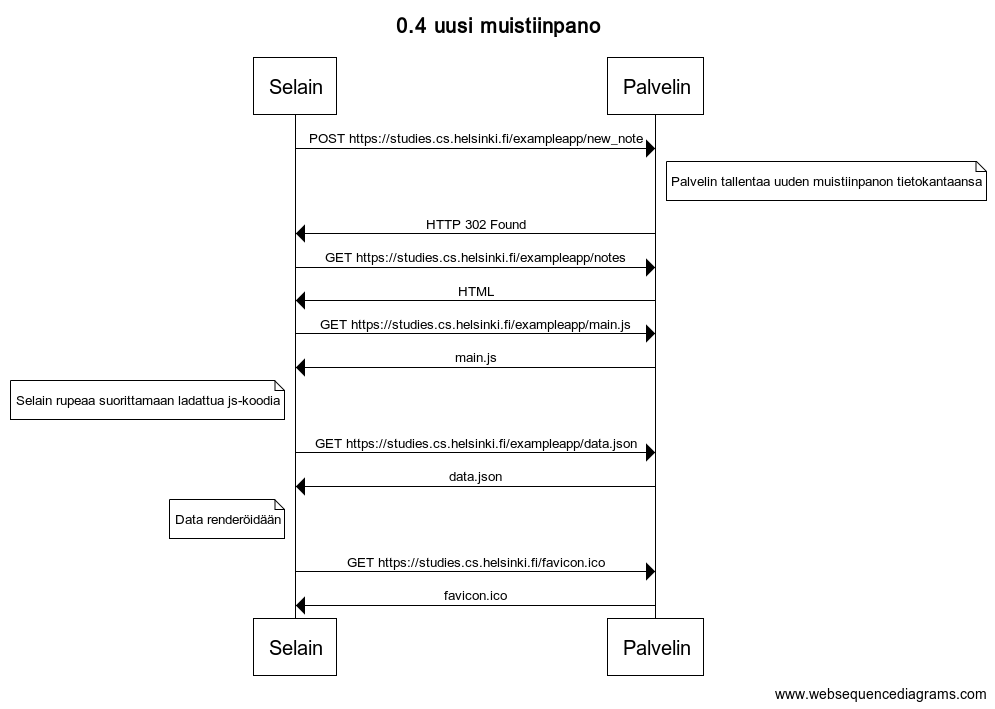 0.4 uusi muistiinpano
Selain
Palvelin
POST https://studies.cs.helsinki.fi/exampleapp/new_note
Palvelin tallentaa uuden muistiinpanon tietokantaansa
HTTP 302 Found
GET https://studies.cs.helsinki.fi/exampleapp/notes
HTML
GET https://studies.cs.helsinki.fi/exampleapp/main.js
main.js
Selain rupeaa suorittamaan ladattua js-koodia
GET https://studies.cs.helsinki.fi/exampleapp/data.json
data.json
Data renderöidään
GET https://studies.cs.helsinki.fi/favicon.ico
favicon.ico
Selain
Palvelin
www.websequencediagrams.com